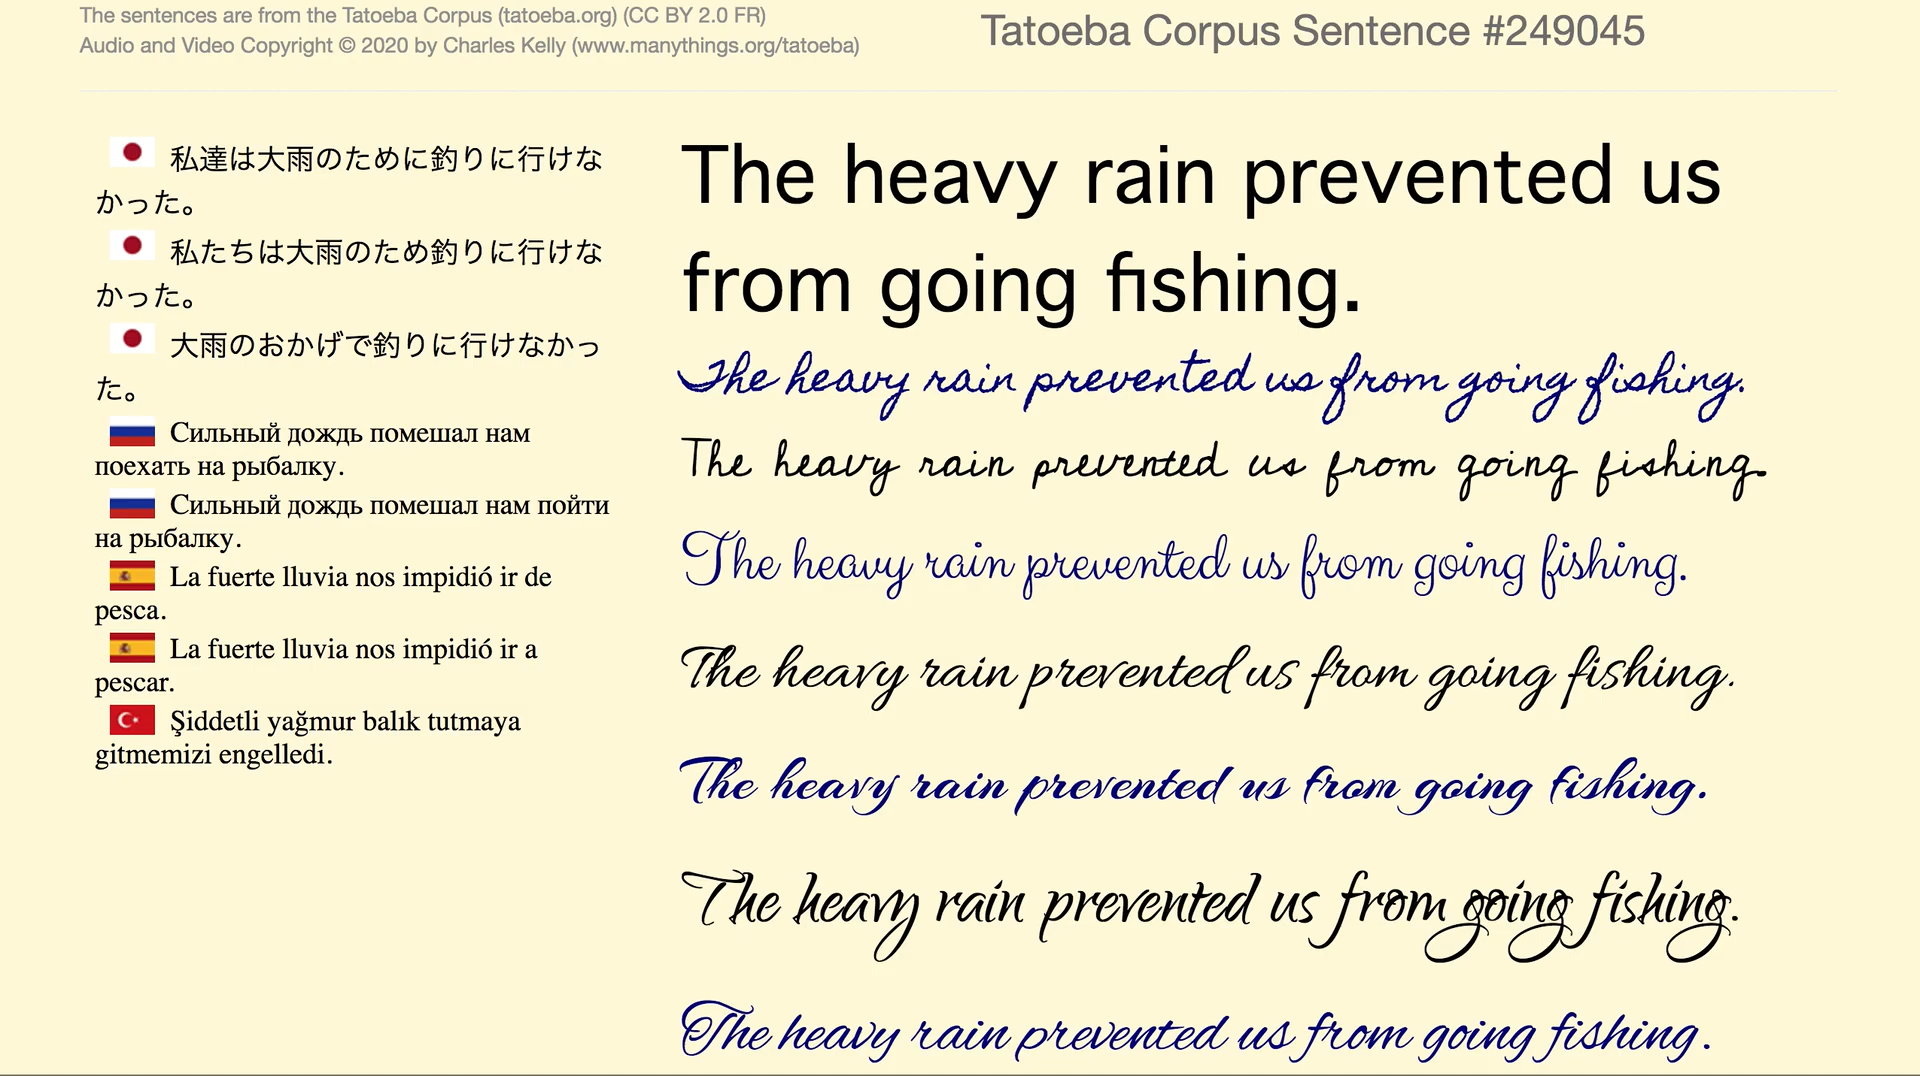 The sentences are from the Tatoeba Corpus (tatoeba.org) (CC BY 2.0 FR)
Audio and Video Copyright © 2020 by Charles Kelly (www.manythings.org/tatoeba)
Tatoeba Corpus Sentence #249045
私達は大雨のために釣りに行けな
かった。
私たちは大雨のため釣りに行けな
かった。
大雨のおかげで釣りに行けなかっ
た。
Сильный дождь помешал нам
поехать на рыбалку.
Сильный дождь помешал нам пойти
на рыбалку.
La fuerte lluvia nos impidió ir de
pesca.
La fuerte lluvia nos impidió ir a
pescar.
Şiddetli yağmur balık tutmaya
gitmemizi engelledi.
The heavy rain prevented us
from going fishing.
The heavy rain prevented us from going fishing.
The heavy rain prevented us from going fishing.
The heavy rain prevented us from going fishing.
The heavy rain prevented us from going fishing.
The heavy rain prevented us from going fishing.
The heavy rain prevented us from going fishing.
The heavy rain prevented us from going fishing.